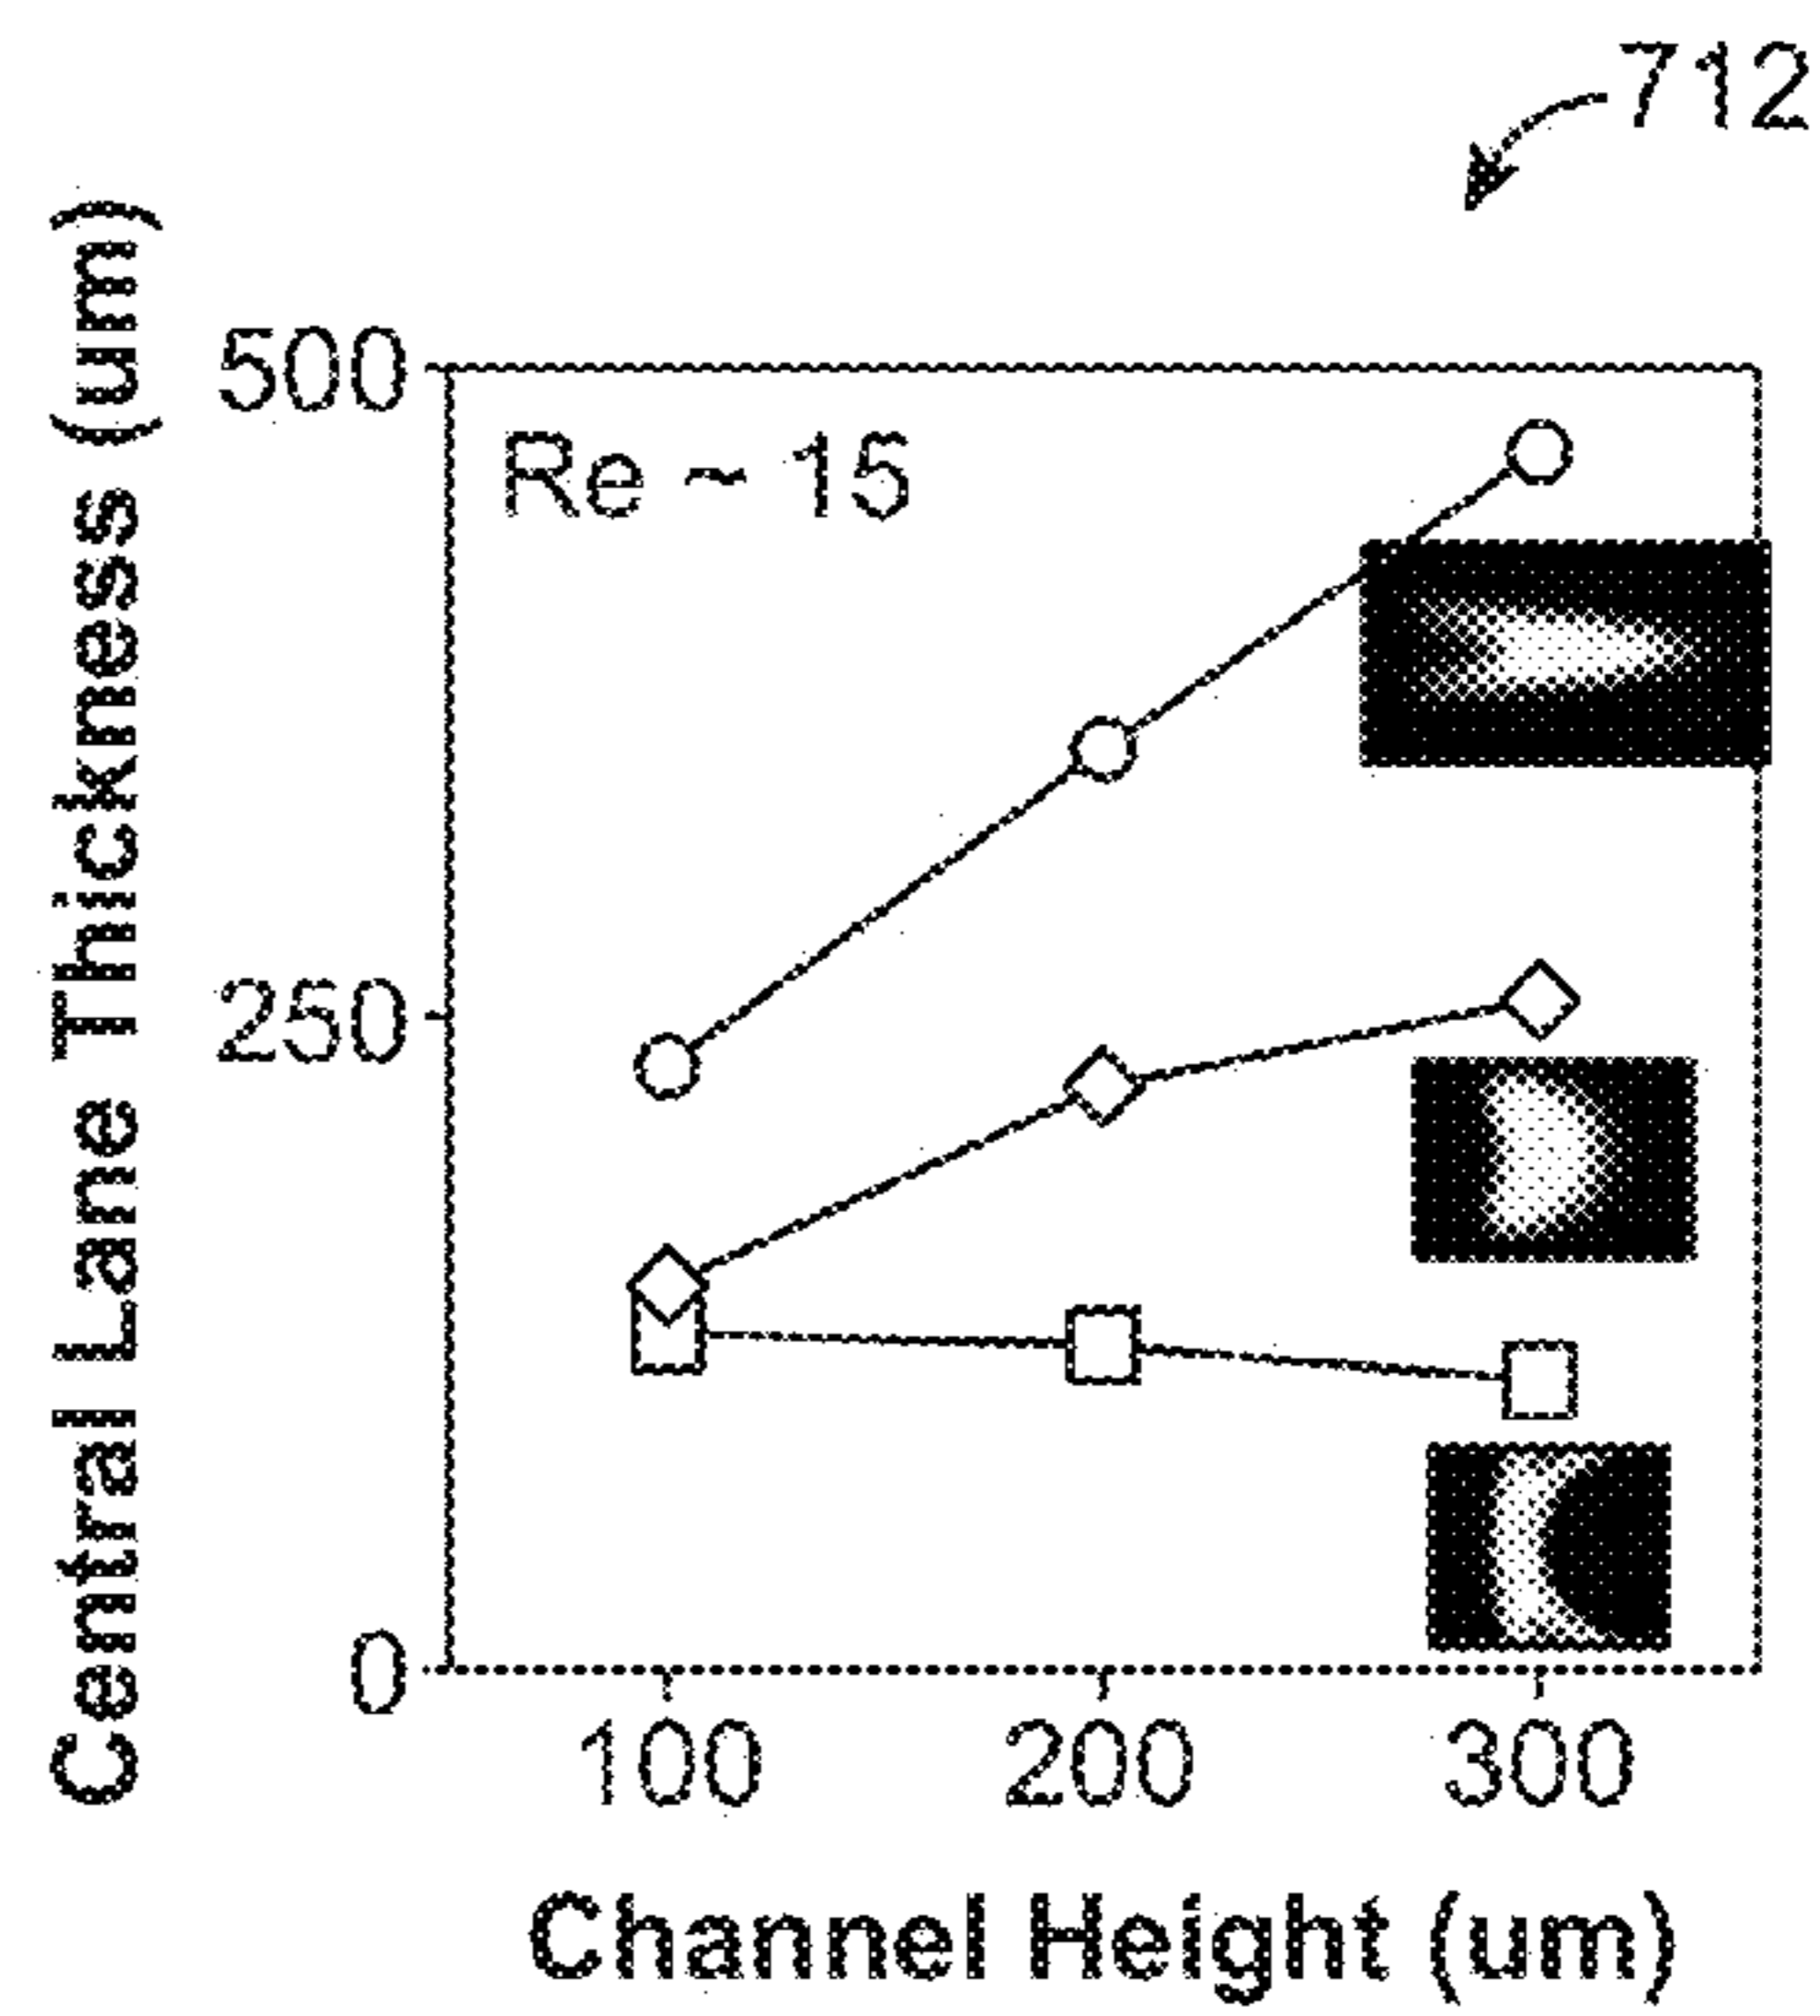 712
Central Lane Thickness (um)
500
Re ~ 15
250
0
100 200 300
Channel Height (um)